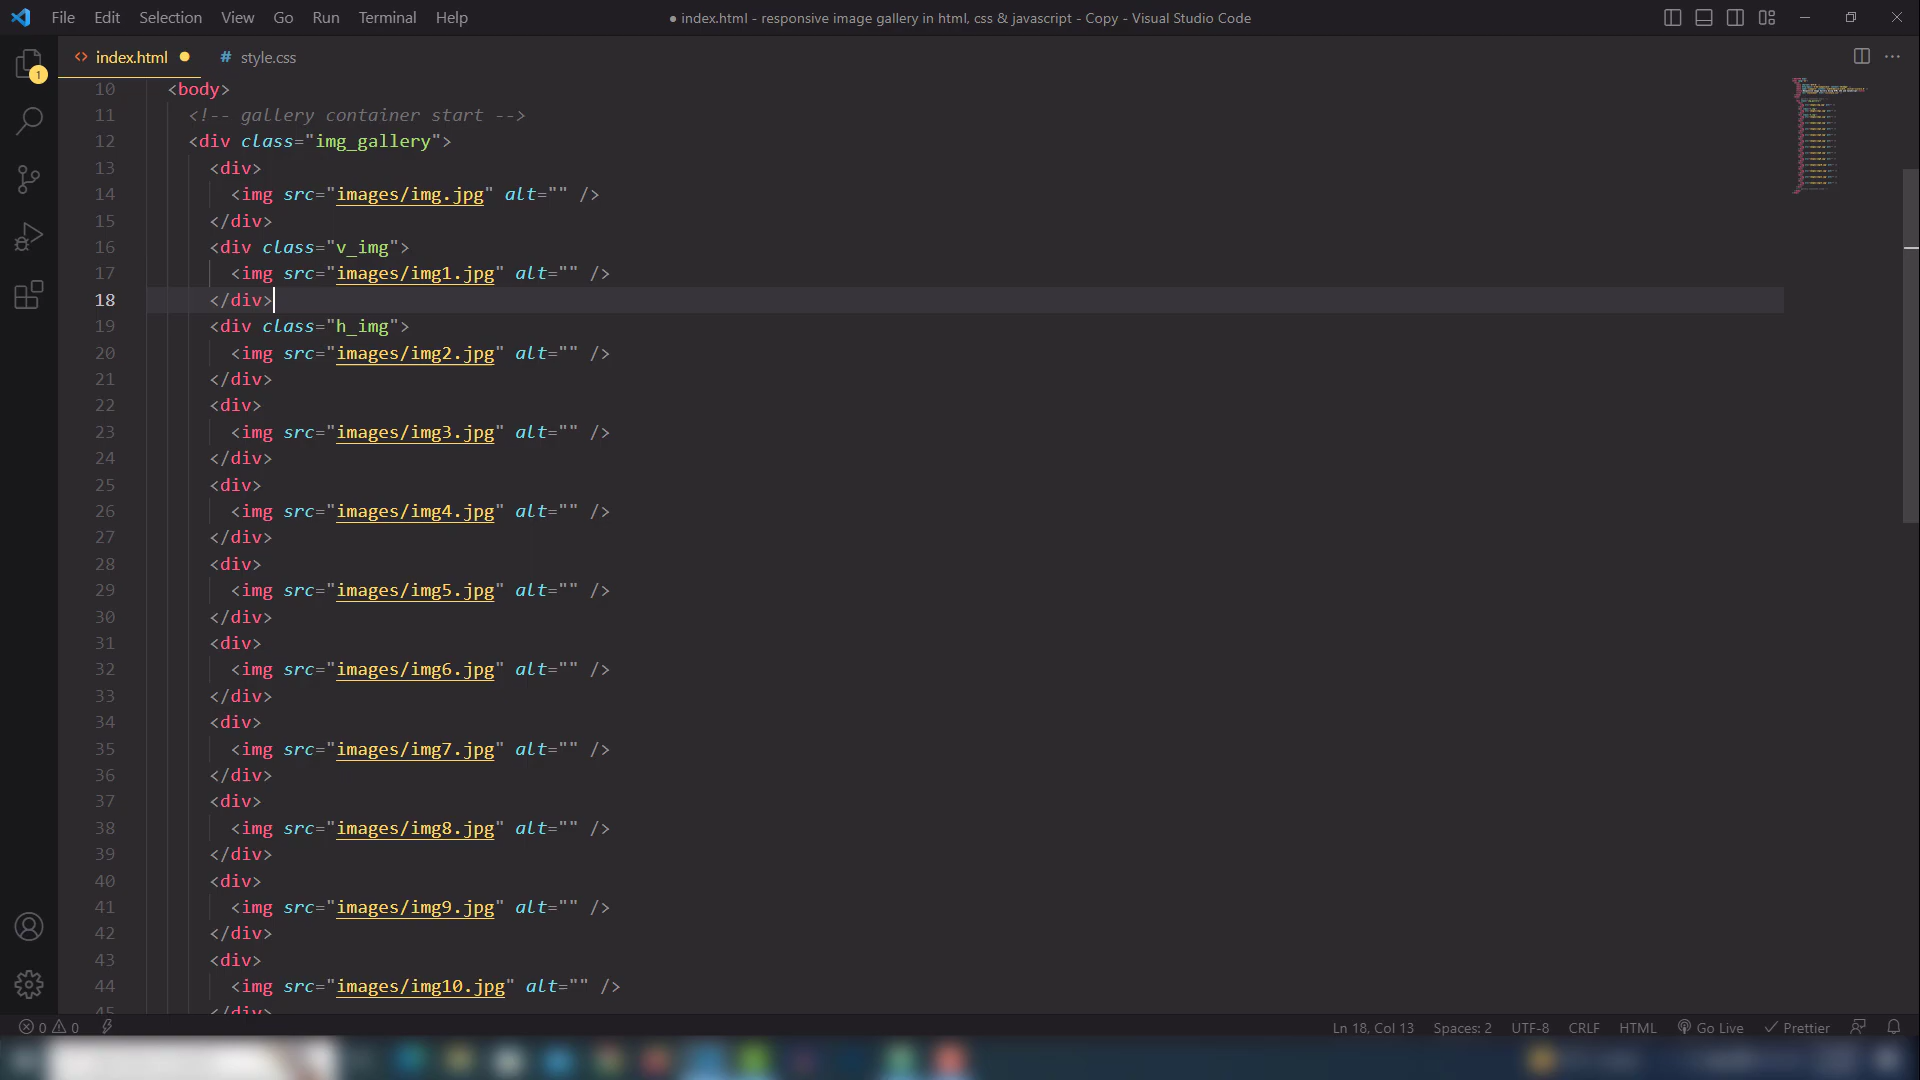 File Edit Selection View Go Run Terminal Help
● index.html - responsive image gallery in html, css & javascript - Copy - Visual Studio Code
1
<> index.html ●
# style.css
10 <body>
11 <!-- gallery container start -->
12 <div class="img_gallery">
13 <div>
14 <img src="images/img.jpg" alt="" />
15 </div>
16 <div class="v_img">
17 <img src="images/img1.jpg" alt="" />
18 </div>
19 <div class="h_img">
20 <img src="images/img2.jpg" alt="" />
21 </div>
22 <div>
23 <img src="images/img3.jpg" alt="" />
24 </div>
25 <div>
26 <img src="images/img4.jpg" alt="" />
27 </div>
28 <div>
29 <img src="images/img5.jpg" alt="" />
30 </div>
31 <div>
32 <img src="images/img6.jpg" alt="" />
33 </div>
34 <div>
35 <img src="images/img7.jpg" alt="" />
36 </div>
37 <div>
38 <img src="images/img8.jpg" alt="" />
39 </div>
40 <div>
41 <img src="images/img9.jpg" alt="" />
42 </div>
43 <div>
44 <img src="images/img10.jpg" alt="" />
45 </div>
0 0 Ln 18, Col 13 Spaces: 2 UTF-8 CRLF HTML Go Live Prettier